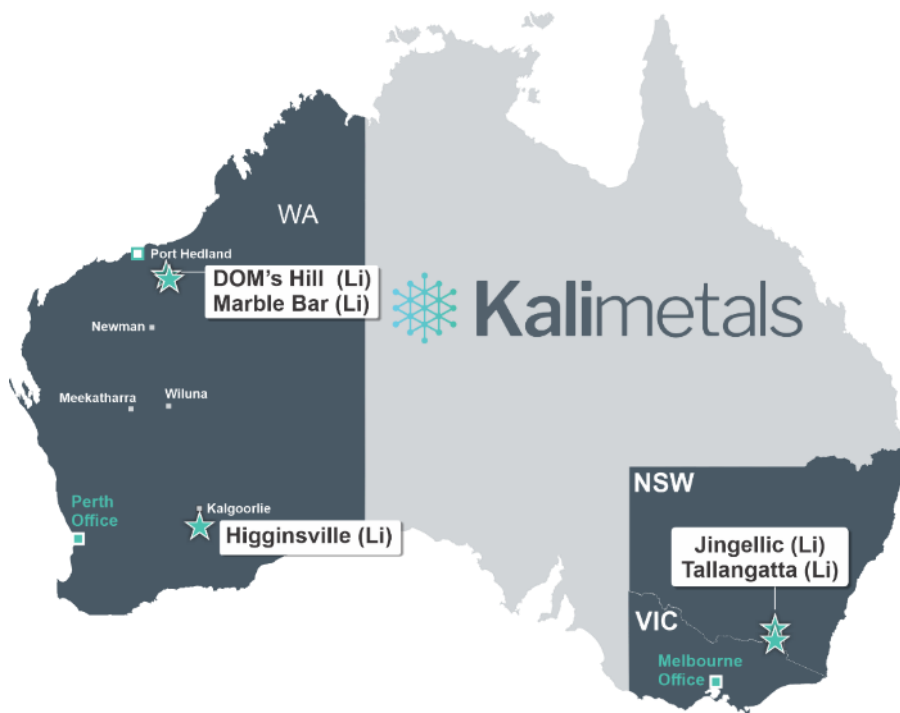 WA
Port Hedland
DOM's Hill (Li)
Marble Bar (Li)
Kalimetals
Newman
Meekatharra
Wiluna
Perth
Office
Kalgoorlie
Higginsville (Li)
NSW
Jingellic (Li)
Tallangatta (Li)
VIC
Melbourne
Office